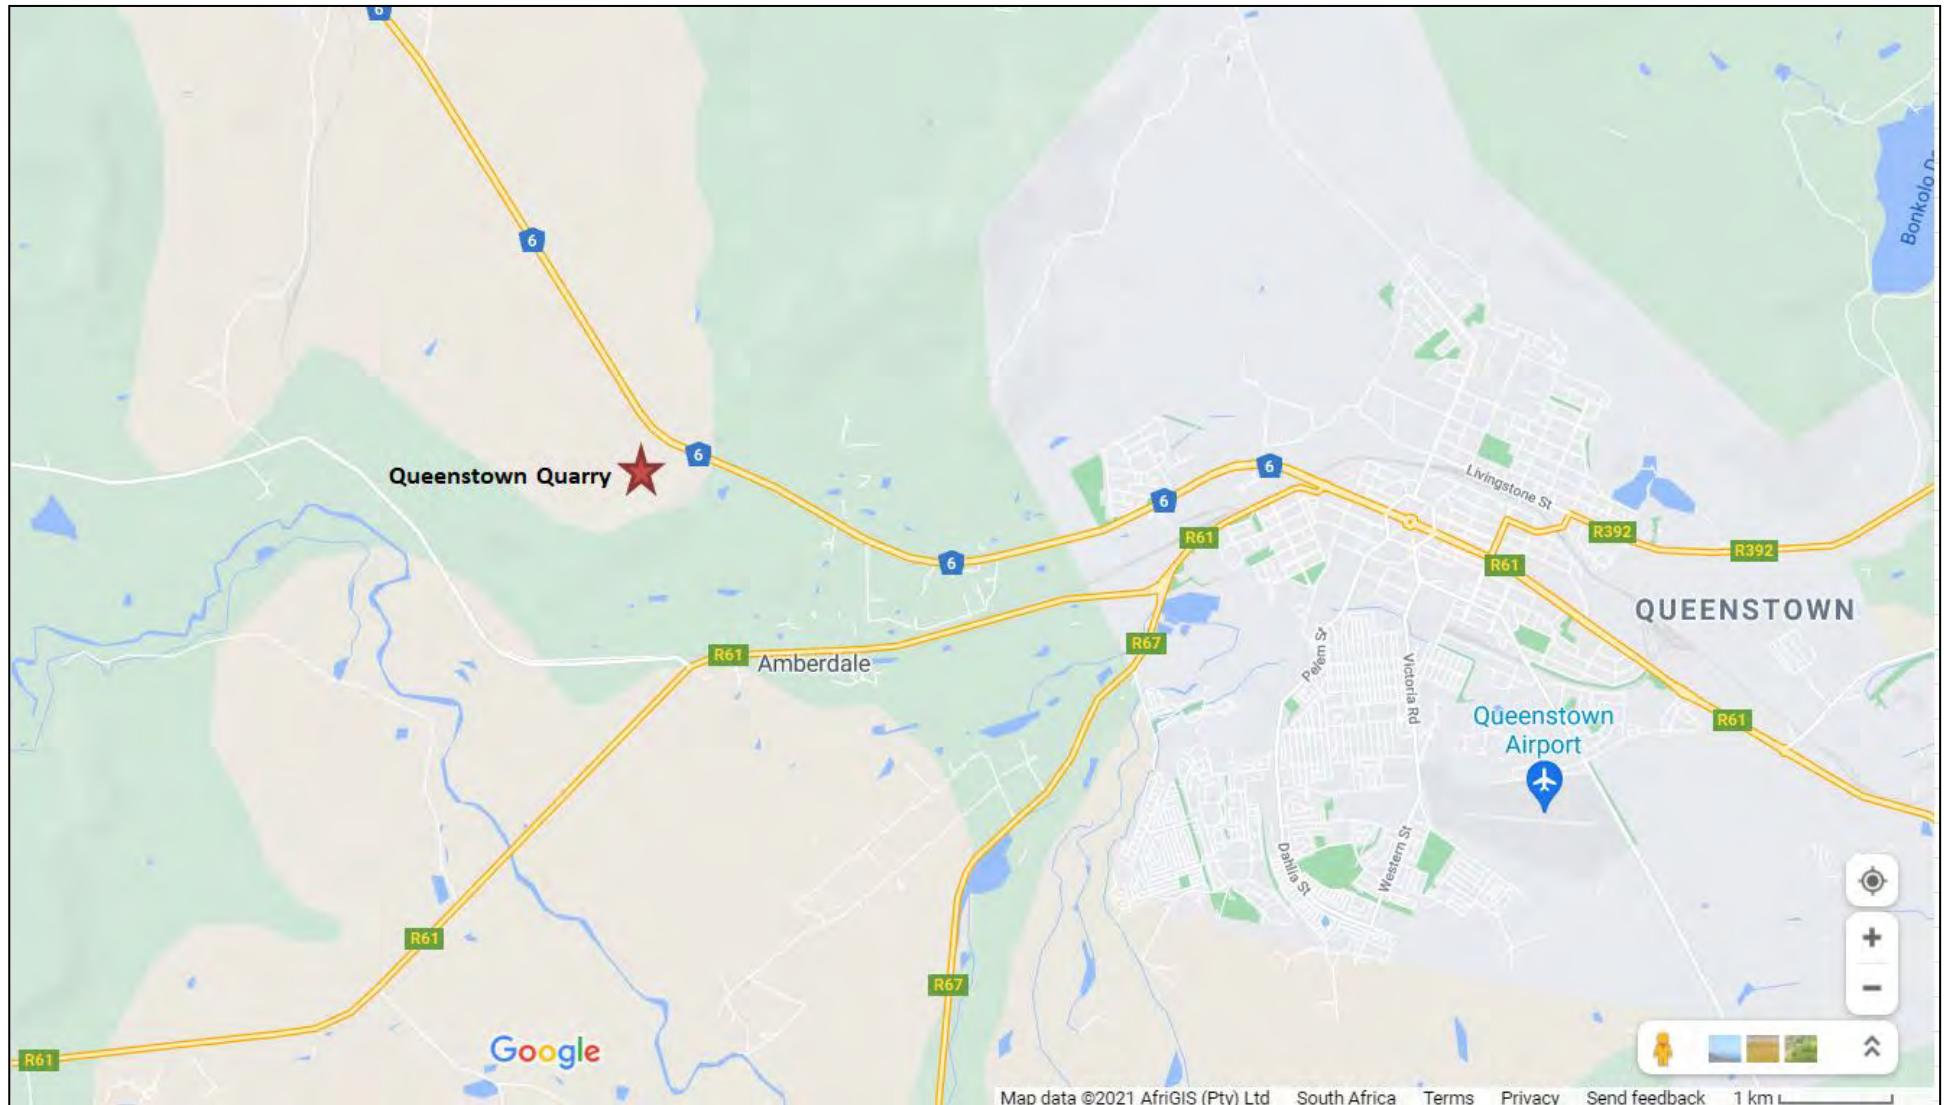 6
6
Bonkolo D
6
Queenstown Quarry
6
6
6
Livingstone St
R61
R392
R392
R61
QUEENSTOWN
R67
R61
Amberdale
Pelem St
Victoria Rd
Queenstown
Airport
R61
Dahlia St
Western St
R61
R67
Google
R61
Map data ©2021 AfriGIS (Pty) Ltd South Africa Terms Privacy Send feedback 1 km